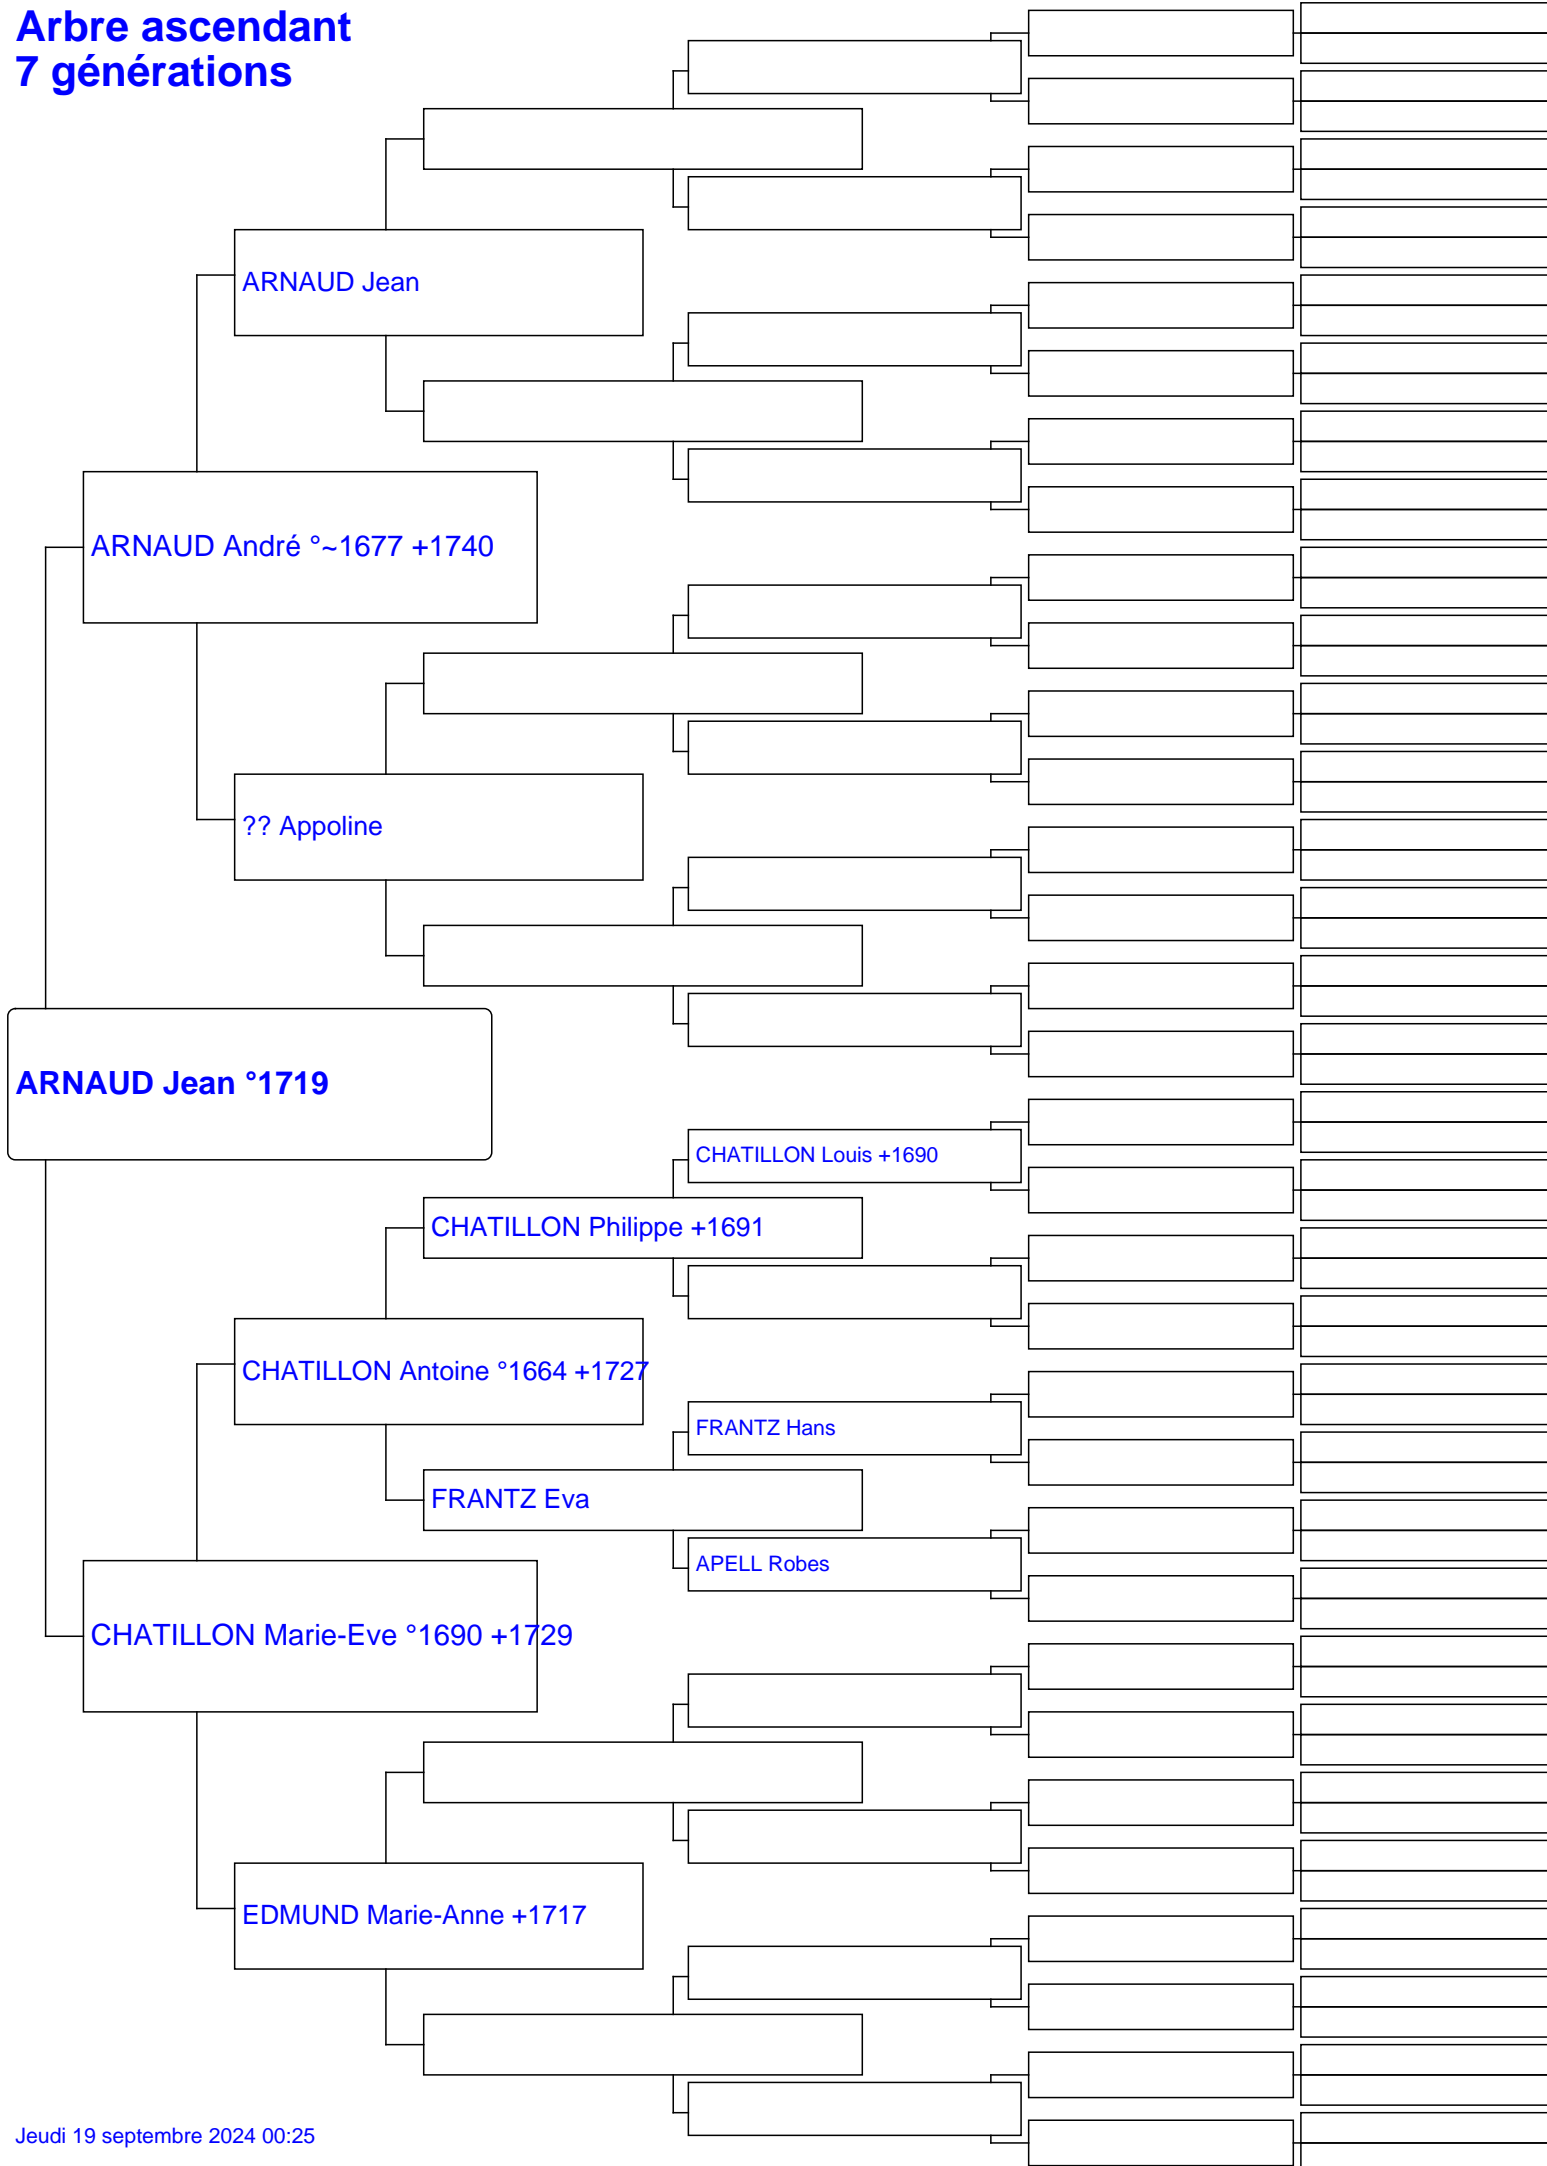 Arbre ascendant
7 générations
ARNAUD Jean
ARNAUD André °~1677 +1740
?? Appoline
ARNAUD Jean °1719
CHATILLON Louis +1690
CHATILLON Philippe +1691
CHATILLON Antoine °1664 +1727
FRANTZ Hans
FRANTZ Eva
APELL Robes
CHATILLON Marie-Eve °1690 +1729
EDMUND Marie-Anne +1717
Jeudi 19 septembre 2024 00:25